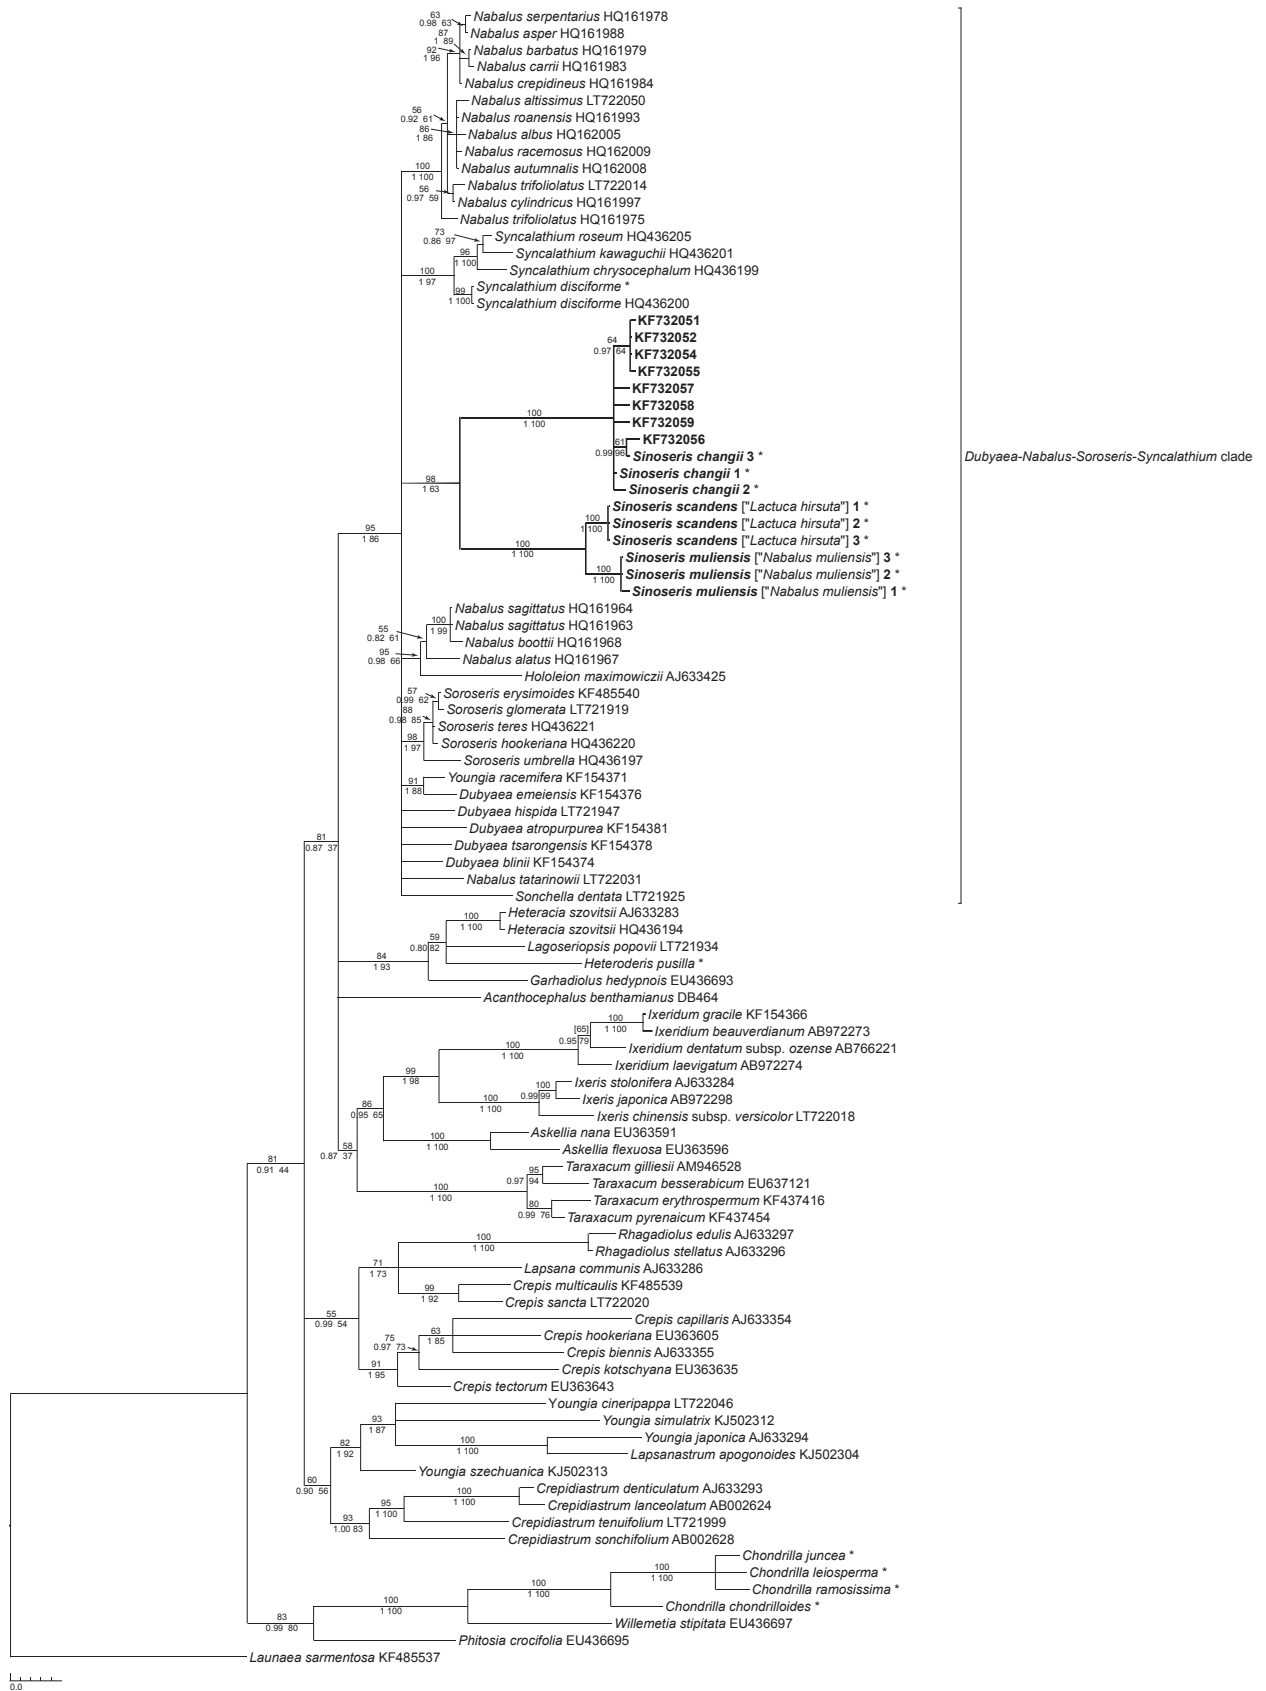 63
0.98 63
Nabalus serpentarius HQ161978
87
1 89
Nabalus asper HQ161988
92
1 96
Nabalus barbatus HQ161979
Nabalus carrii HQ161983
Nabalus crepidineus HQ161984
Nabalus altissimus LT722050
56
0.92 61
Nabalus roanensis HQ161993
86
1 86
Nabalus albus HQ162005
Nabalus racemosus HQ162009
100
1 100
Nabalus autumnalis HQ162008
56
0.97 59
Nabalus trifoliolatus LT722014
Nabalus cylindricus HQ161997
Nabalus trifoliolatus HQ161975
73
0.86 97
Syncalathium roseum HQ436205
96
1 100
Syncalathium kawaguchii HQ436201
Syncalathium chrysocephalum HQ436199
100
1 97
99
1 100
Syncalathium disciforme *
Syncalathium disciforme HQ436200
KF732051
64
0.97 64
KF732052
KF732054
KF732055
KF732057
KF732058
100
1 100
KF732059
61
0.99 96
KF732056
Sinoseris changii 3 *
Dubyaea-Nabalus-Soroseris-Syncalathium clade
Sinoseris changii 1 *
98
1 63
Sinoseris changii 2 *
Sinoseris scandens ["Lactuca hirsuta"] 1 *
100
1 100
Sinoseris scandens ["Lactuca hirsuta"] 2 *
95
1 86
Sinoseris scandens ["Lactuca hirsuta"] 3 *
100
1 100
Sinoseris muliensis ["Nabalus muliensis"] 3 *
100
1 100
Sinoseris muliensis ["Nabalus muliensis"] 2 *
Sinoseris muliensis ["Nabalus muliensis"] 1 *
Nabalus sagittatus HQ161964
100
1 99
Nabalus sagittatus HQ161963
55
0.82 61
Nabalus boottii HQ161968
95
0.98 66
Nabalus alatus HQ161967
Hololeion maximowiczii AJ633425
57
0.99 62
Soroseris erysimoides KF485540
88
0.98 85
Soroseris glomerata LT721919
Soroseris teres HQ436221
98
1 97
Soroseris hookeriana HQ436220
Soroseris umbrella HQ436197
91
1 88
Youngia racemifera KF154371
Dubyaea emeiensis KF154376
Dubyaea hispida LT721947
Dubyaea atropurpurea KF154381
81
0.87 37
Dubyaea tsarongensis KF154378
Dubyaea blinii KF154374
Nabalus tatarinowii LT722031
Sonchella dentata LT721925
100
1 100
Heteracia szovitsii AJ633283
Heteracia szovitsii HQ436194
59
0.80 82
Lagoseriopsis popovii LT721934
84
1 93
Heteroderis pusilla *
Garhadiolus hedypnois EU436693
Acanthocephalus benthamianus DB464
100
1 100
Ixeridum gracile KF154366
[65]
0.95 79
Ixeridium beauverdianum AB972273
100
1 100
Ixeridium dentatum subsp. ozense AB766221
Ixeridium laevigatum AB972274
99
1 98
100
0.99 99
Ixeris stolonifera AJ633284
100
1 100
Ixeris japonica AB972298
86
0.95 65
Ixeris chinensis subsp. versicolor LT722018
100
1 100
Askellia nana EU363591
58
0.87 37
Askellia flexuosa EU363596
81
0.91 44
95
0.97 94
Taraxacum gilliesii AM946528
100
1 100
Taraxacum besserabicum EU637121
80
0.99 76
Taraxacum erythrospermum KF437416
Taraxacum pyrenaicum KF437454
100
1 100
Rhagadiolus edulis AJ633297
Rhagadiolus stellatus AJ633296
71
1 73
Lapsana communis AJ633286
99
1 92
Crepis multicaulis KF485539
Crepis sancta LT722020
55
0.99 54
Crepis capillaris AJ633354
63
1 85
Crepis hookeriana EU363605
75
0.97 73
Crepis biennis AJ633355
91
1 95
Crepis kotschyana EU363635
Crepis tectorum EU363643
Youngia cineripappa LT722046
93
1 87
Youngia simulatrix KJ502312
100
1 100
Youngia japonica AJ633294
82
1 92
Lapsanastrum apogonoides KJ502304
Youngia szechuanica KJ502313
60
0.90 56
100
1 100
Crepidiastrum denticulatum AJ633293
95
1 100
Crepidiastrum lanceolatum AB002624
93
1.00 83
Crepidiastrum tenuifolium LT721999
Crepidiastrum sonchifolium AB002628
Chondrilla juncea *
100
1 100
Chondrilla leiosperma *
100
1 100
Chondrilla ramosissima *
100
1 100
Chondrilla chondrilloides *
83
0.99 80
Willemetia stipitata EU436697
Phitosia crocifolia EU436695
Launaea sarmentosa KF485537
0.0